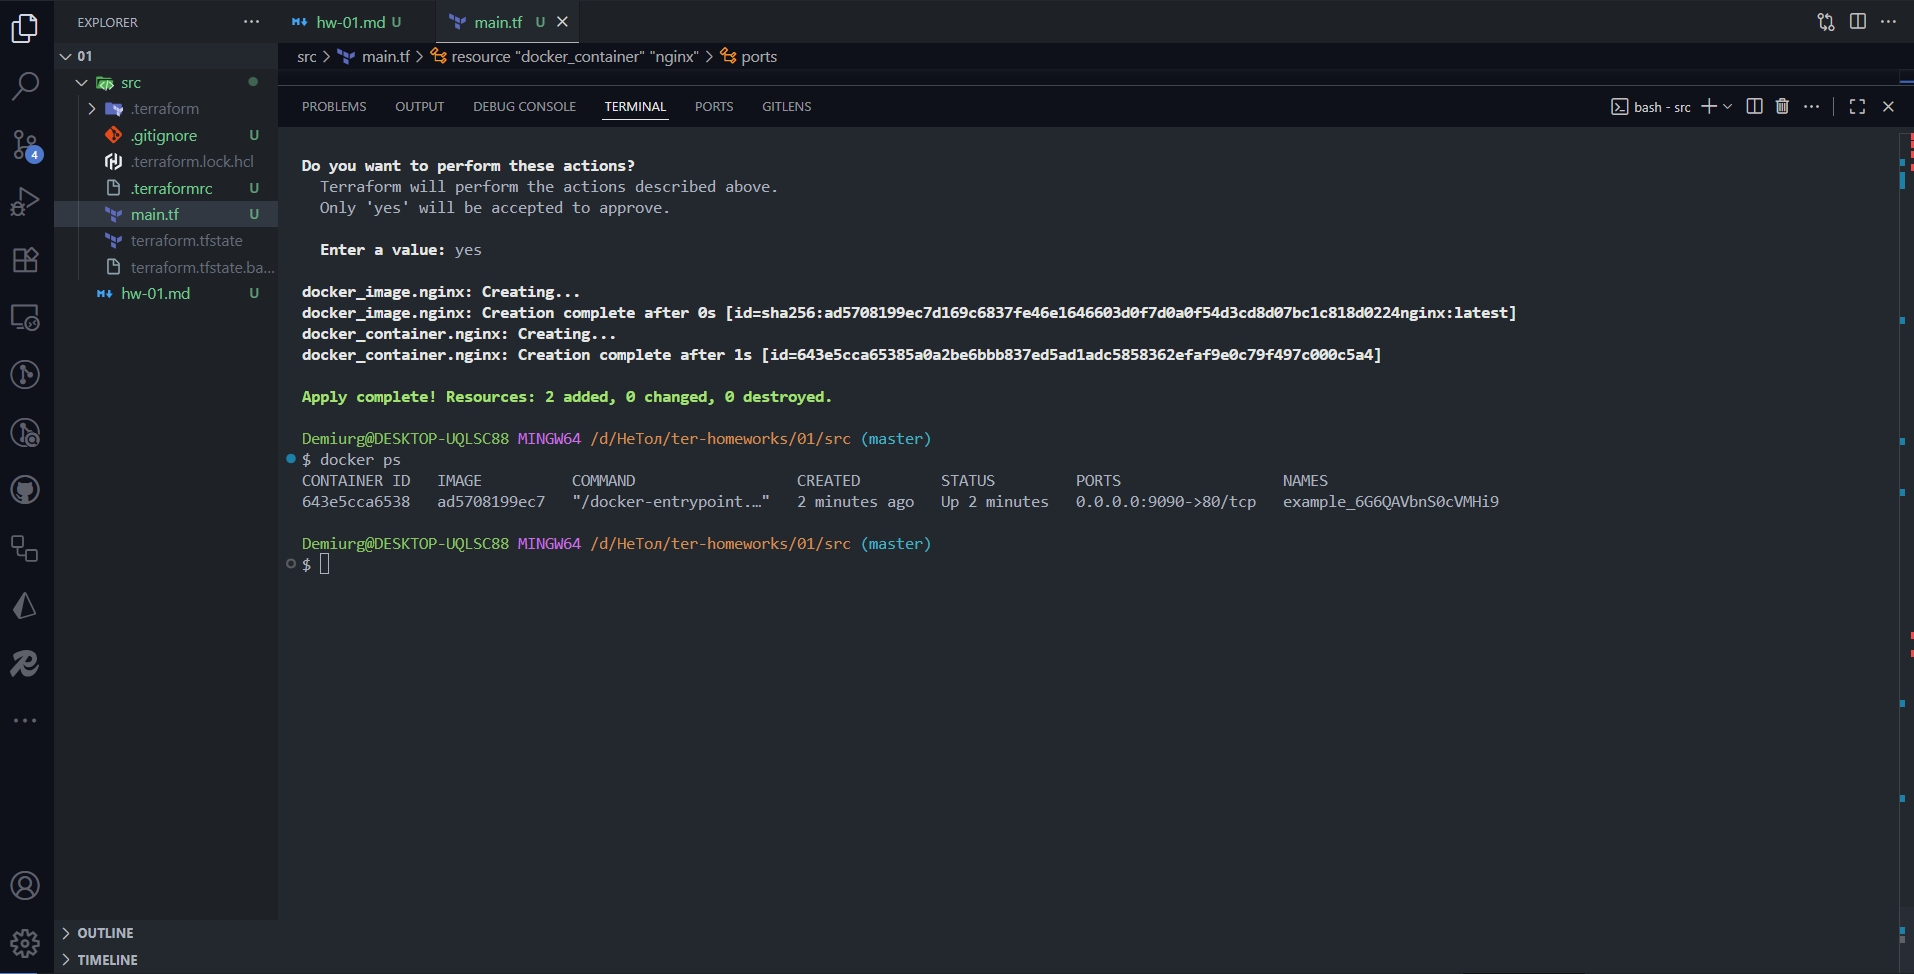 EXPLORER
hw-01.md U
main.tf U
01
src > main.tf > resource "docker_container" "nginx" > ports
src
.terraform
.gitignore U
.terraform.lock.hcl
.terraformrc U
main.tf U
terraform.tfstate
terraform.tfstate.ba...
hw-01.md U
4
PROBLEMS OUTPUT DEBUG CONSOLE TERMINAL PORTS GITLENS
bash - src
Do you want to perform these actions?
Terraform will perform the actions described above.
Only 'yes' will be accepted to approve.
Enter a value: yes
docker_image.nginx: Creating...
docker_image.nginx: Creation complete after 0s [id=sha256:ad5708199ec7d169c6837fe46e1646603d0f7d0a0f54d3cd8d07bc1c818d0224nginx:latest]
docker_container.nginx: Creating...
docker_container.nginx: Creation complete after 1s [id=643e5cca65385a0a2be6bbb837ed5ad1adc5858362efaf9e0c79f497c000c5a4]
Apply complete! Resources: 2 added, 0 changed, 0 destroyed.
Demiurg@DESKTOP-UQLSC88 MINGW64 /d/НеТол/ter-homeworks/01/src (master)
$ docker ps
CONTAINER ID IMAGE COMMAND CREATED STATUS PORTS NAMES
643e5cca6538 ad5708199ec7 "/docker-entrypoint.…" 2 minutes ago Up 2 minutes 0.0.0.0:9090->80/tcp example_6G6QAVbnS0cVMHi9
Demiurg@DESKTOP-UQLSC88 MINGW64 /d/НеТол/ter-homeworks/01/src (master)
$
OUTLINE
TIMELINE